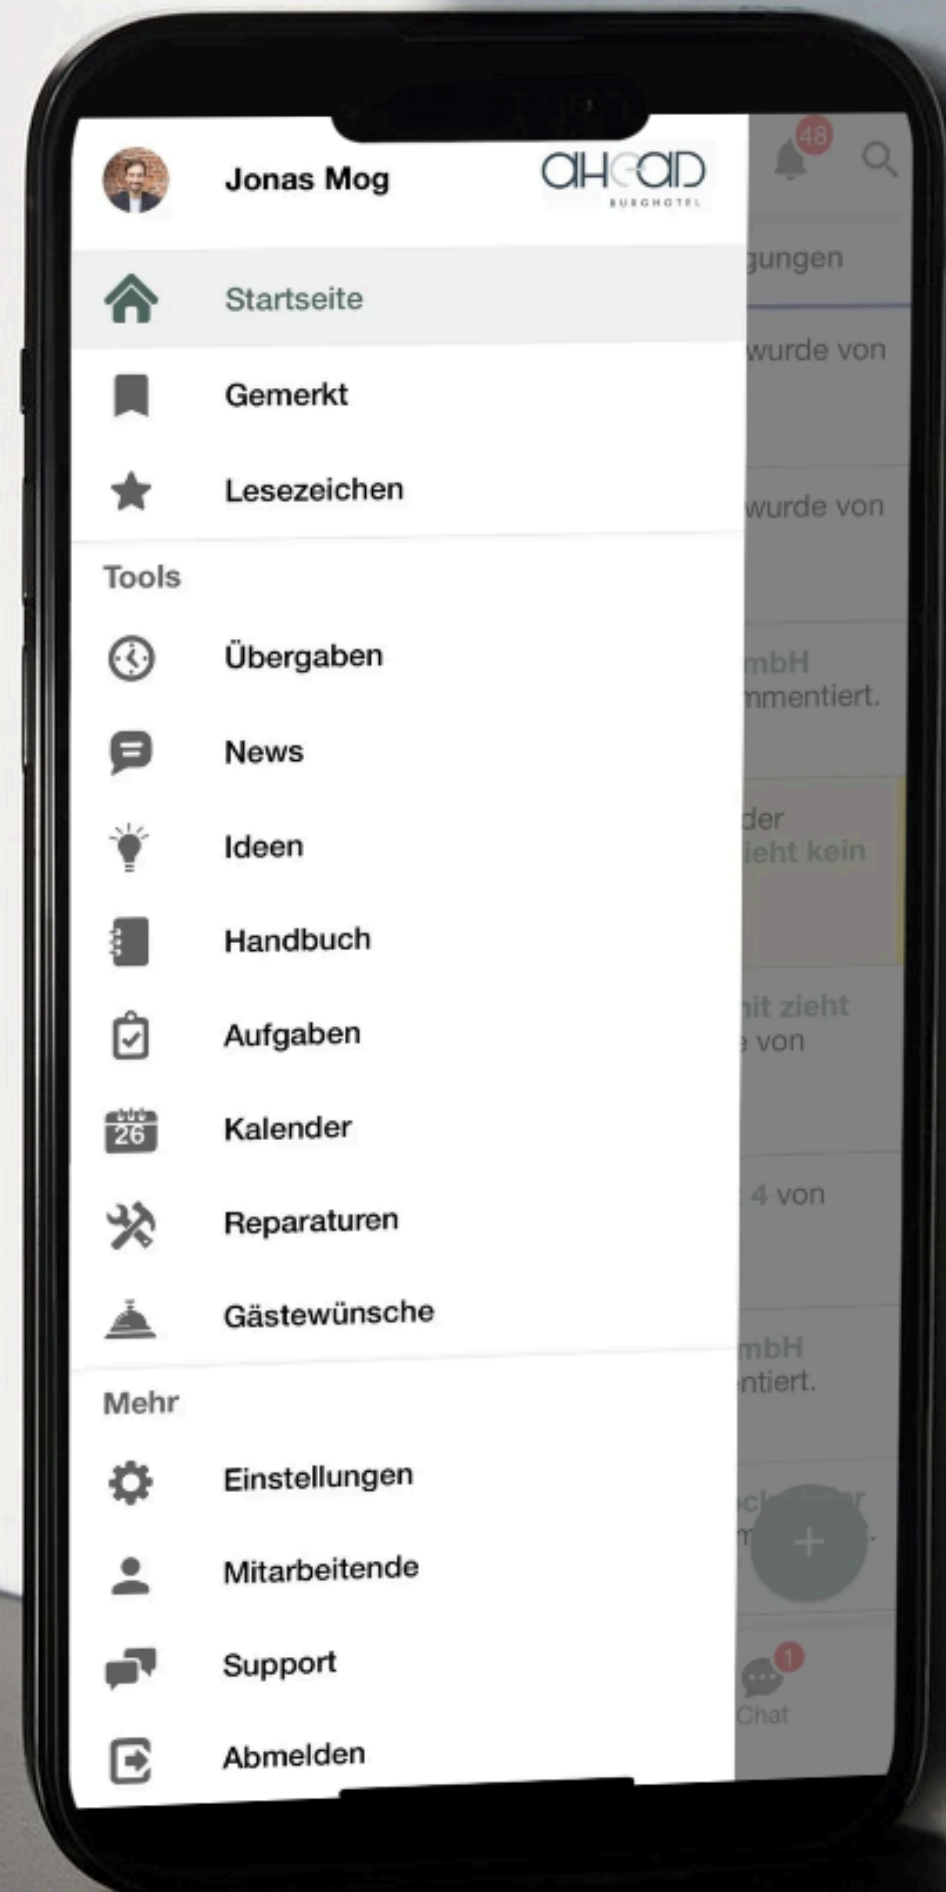 Jonas Mog
aHead
BURGHOTEL
48
Startseite
gungen
wurde von
Gemerkt
Lesezeichen
wurde von
Tools
Übergaben
mbH
mmentiert.
News
Ideen
der
ieht kein
Handbuch
Aufgaben
nit zieht
von
Kalender
26
Reparaturen
4 von
Gästewünsche
mbH
ntiert.
Mehr
Einstellungen
+
Mitarbeitende
Support
1
Chat
Abmelden